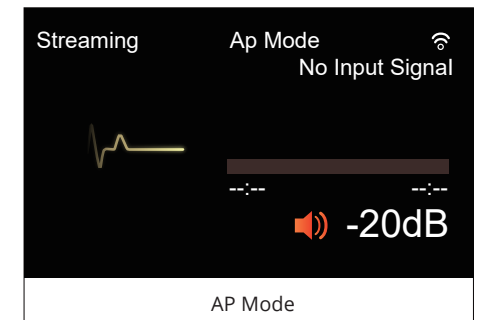 Streaming Ap Mode
No Input Signal
--:-- --:--
-20dB
AP Mode